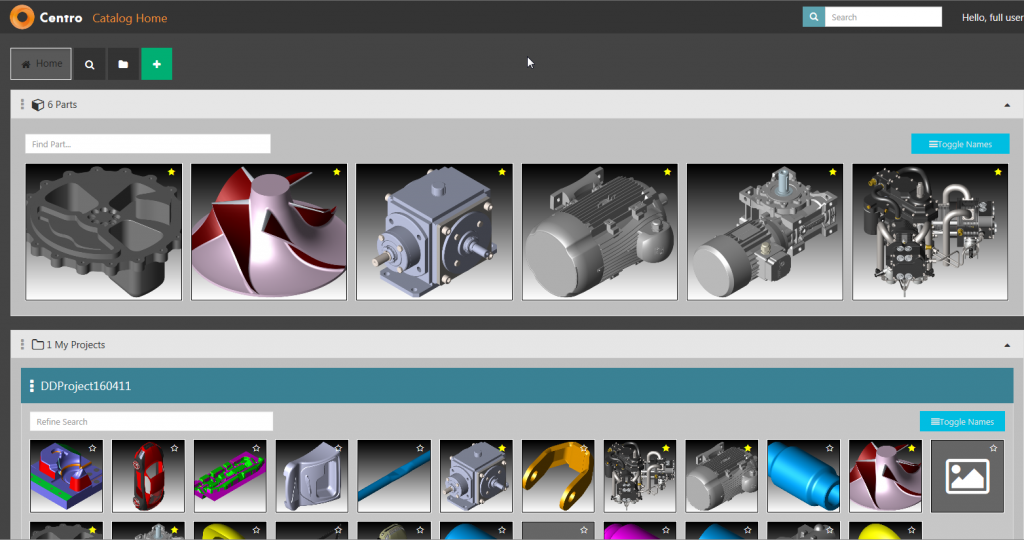 Centro Catalog Home
Search
Hello, full user
Home
6 Parts
Find Part...
Toggle Names
1 My Projects
DDProject160411
Refine Search
Toggle Names